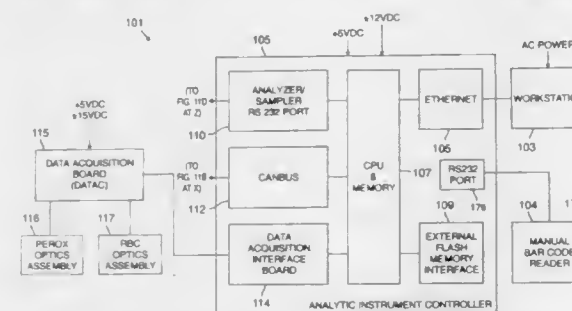 101
105
+5VDC
±12VDC
AC POWER
(TO
FIG. 11D
AT Z)
ANALYZER/
SAMPLER
RS 232 PORT
110
ETHERNET
WORKSTATION
103
+5VDC
±15VDC
115
DATA ACQUISITION
BOARD
(DATAC)
(TO
AT X)
CANBUS
112
CPU
&
MEMORY
107
RS232
PORT
176
116
PEROX
OPTICS
ASSEMBLY
117
RBC
OPTICS
ASSEMBLY
DATA
ACQUISITION
INTERFACE
BOARD
114
109
EXTERNAL
FLASH
MEMORY
INTERFACE
104
MANUAL
BAR CODE
READER
ANALYTIC INSTRUMENT CONTROLLER